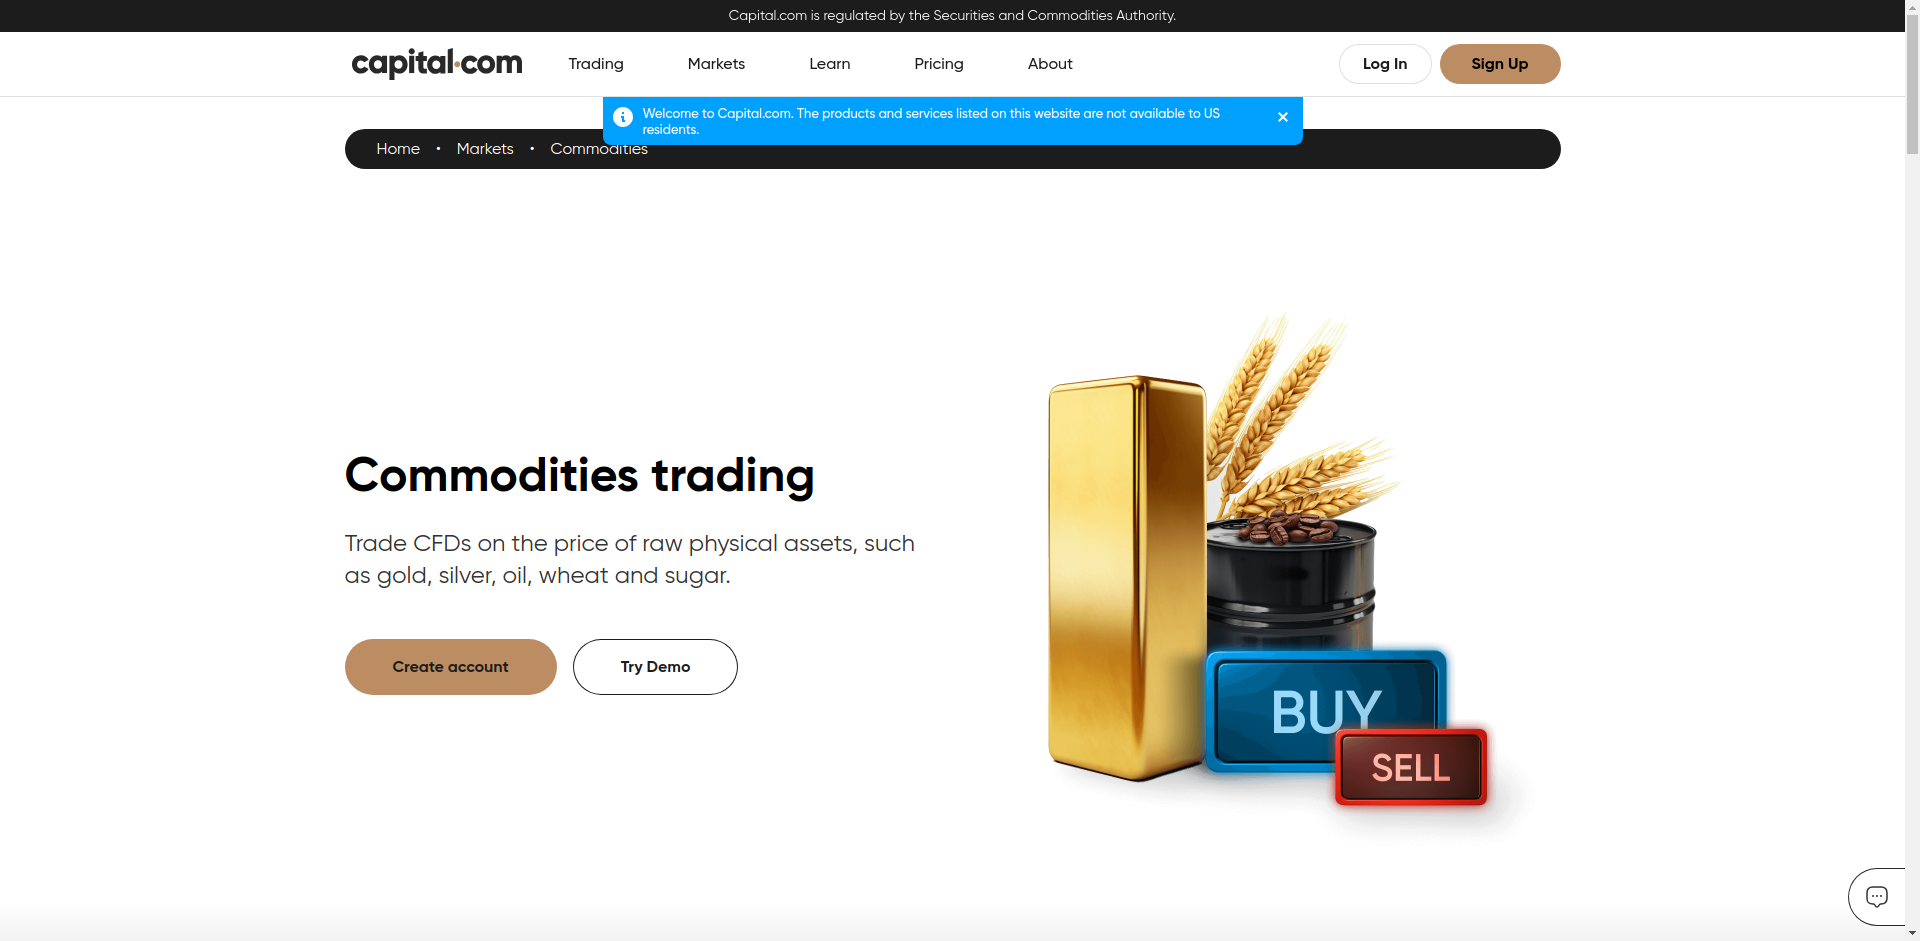 Capital.com is regulated by the Securities and Commodities Authority.
capital.com
Trading
Markets
Learn
Pricing
About
Log In
Sign Up
Welcome to Capital.com. The products and services listed on this website are not available to US
residents.
Home • Markets • Commodities
Commodities trading
Trade CFDs on the price of raw physical assets, such
as gold, silver, oil, wheat and sugar.
Create account
Try Demo
BUY
SELL